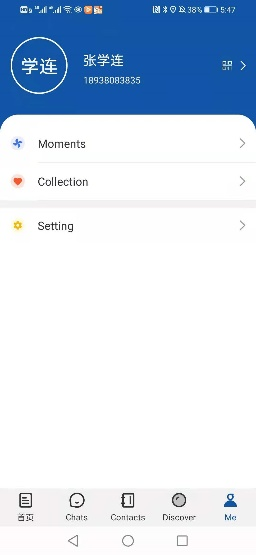 38% 5:47
学连
张学连
18938083835
Moments
Collection
Setting
首页 Chats Contacts Discover Me